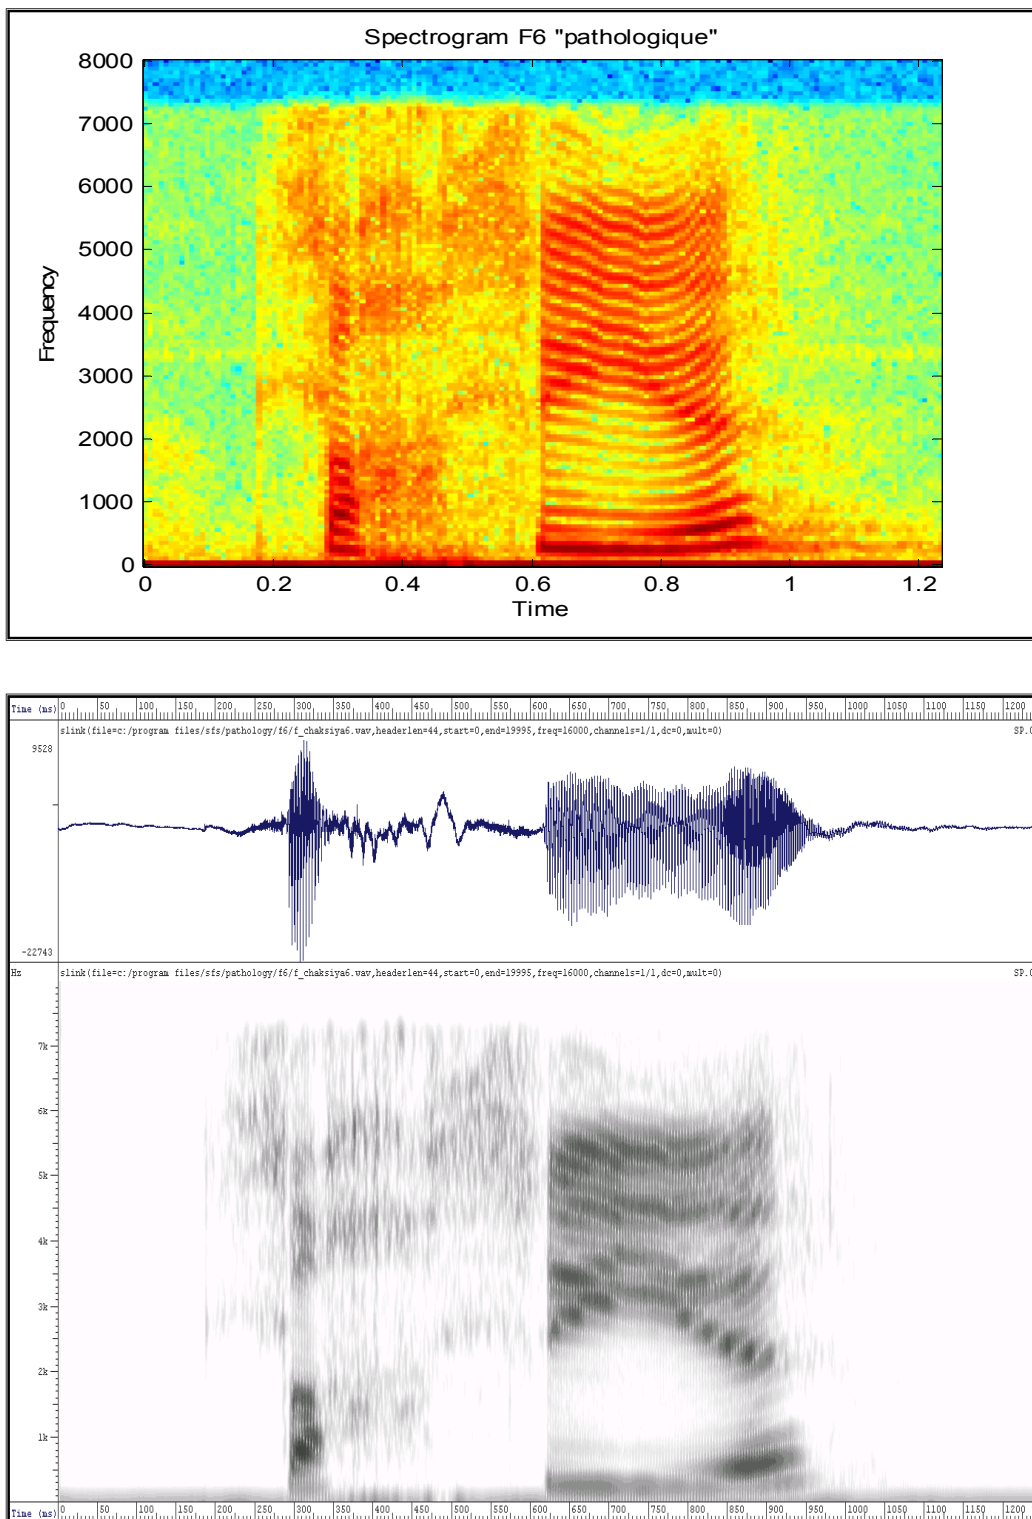 Spectrogram F6 "pathologique"
8000
7000
6000
5000
4000
3000
2000
1000
0
Frequency
0 0.2 0.4 0.6 0.8 1 1.2
Time
Time (ms) 0 50 100 150 200 250 300 350 400 450 500 550 600 650 700 750 800 850 900 950 1000 1050 1100 1150 1200
slink(file=c:/program files/sfs/pathology/f6/f_chaksiya6.wav,headerlen=44,start=0,end=19995,freq=16000,channels=1/1,dc=0,mult=0) SP.0
9528
-22743
Hz slink(file=c:/program files/sfs/pathology/f6/f_chaksiya6.wav,headerlen=44,start=0,end=19995,freq=16000,channels=1/1,dc=0,mult=0) SP.0
7k
6k
5k
4k
3k
2k
1k
Time (ms) 0 50 100 150 200 250 300 350 400 450 500 550 600 650 700 750 800 850 900 950 1000 1050 1100 1150 1200